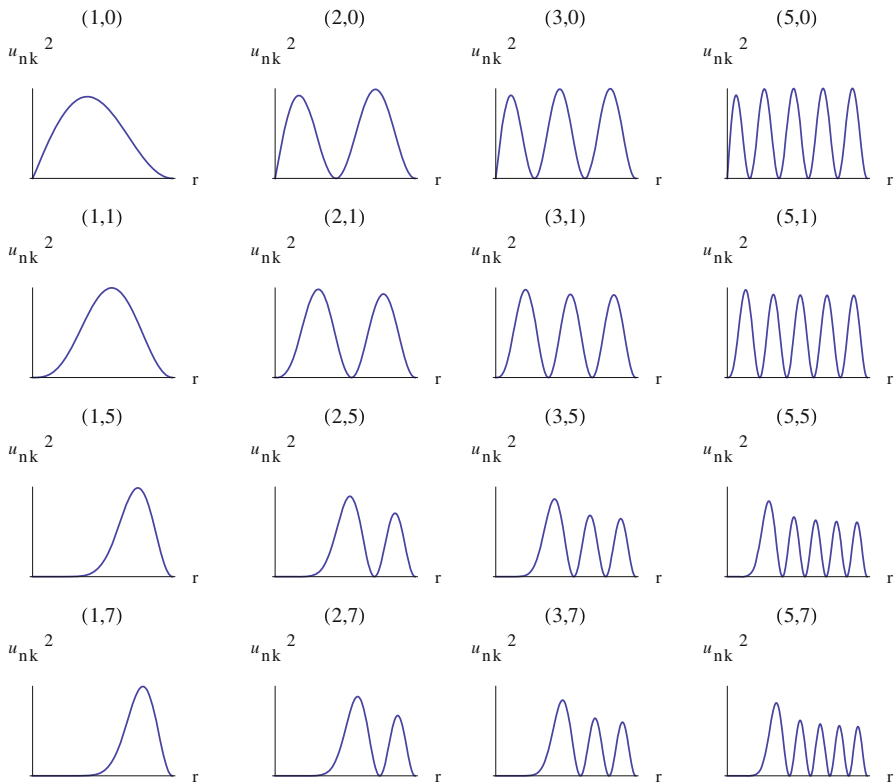 (1,0) (2,0) (3,0) (5,0)
u_nk^2 u_nk^2 u_nk^2 u_nk^2
r r r r
(1,1) (2,1) (3,1) (5,1)
u_nk^2 u_nk^2 u_nk^2 u_nk^2
r r r r
(1,5) (2,5) (3,5) (5,5)
u_nk^2 u_nk^2 u_nk^2 u_nk^2
r r r r
(1,7) (2,7) (3,7) (5,7)
u_nk^2 u_nk^2 u_nk^2 u_nk^2
r r r r